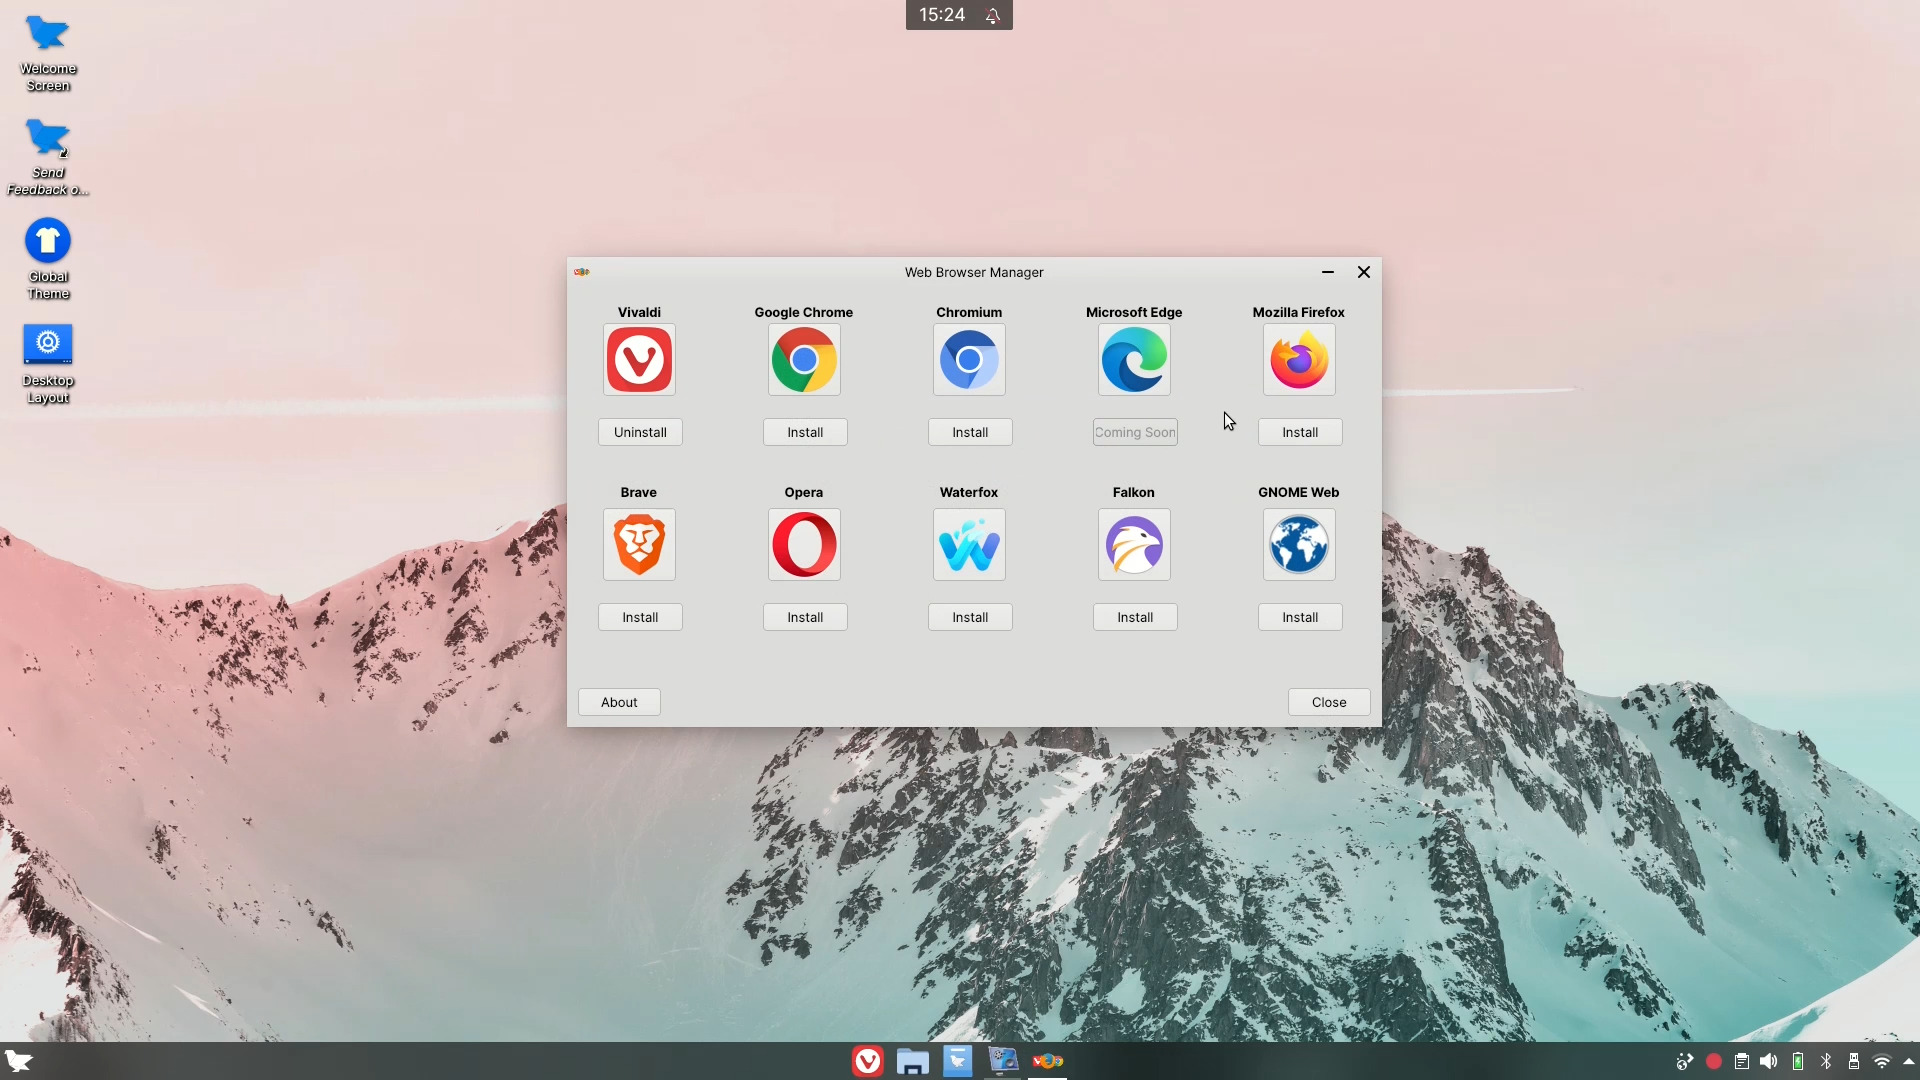 15:24
Welcome
Screen
Send
Feedback o...
Global
Theme
Desktop
Layout
Web Browser Manager
Vivaldi
Google Chrome
Chromium
Microsoft Edge
Mozilla Firefox
Uninstall
Install
Install
Coming Soon
Install
Brave
Opera
Waterfox
Falkon
GNOME Web
Install
Install
Install
Install
Install
About
Close